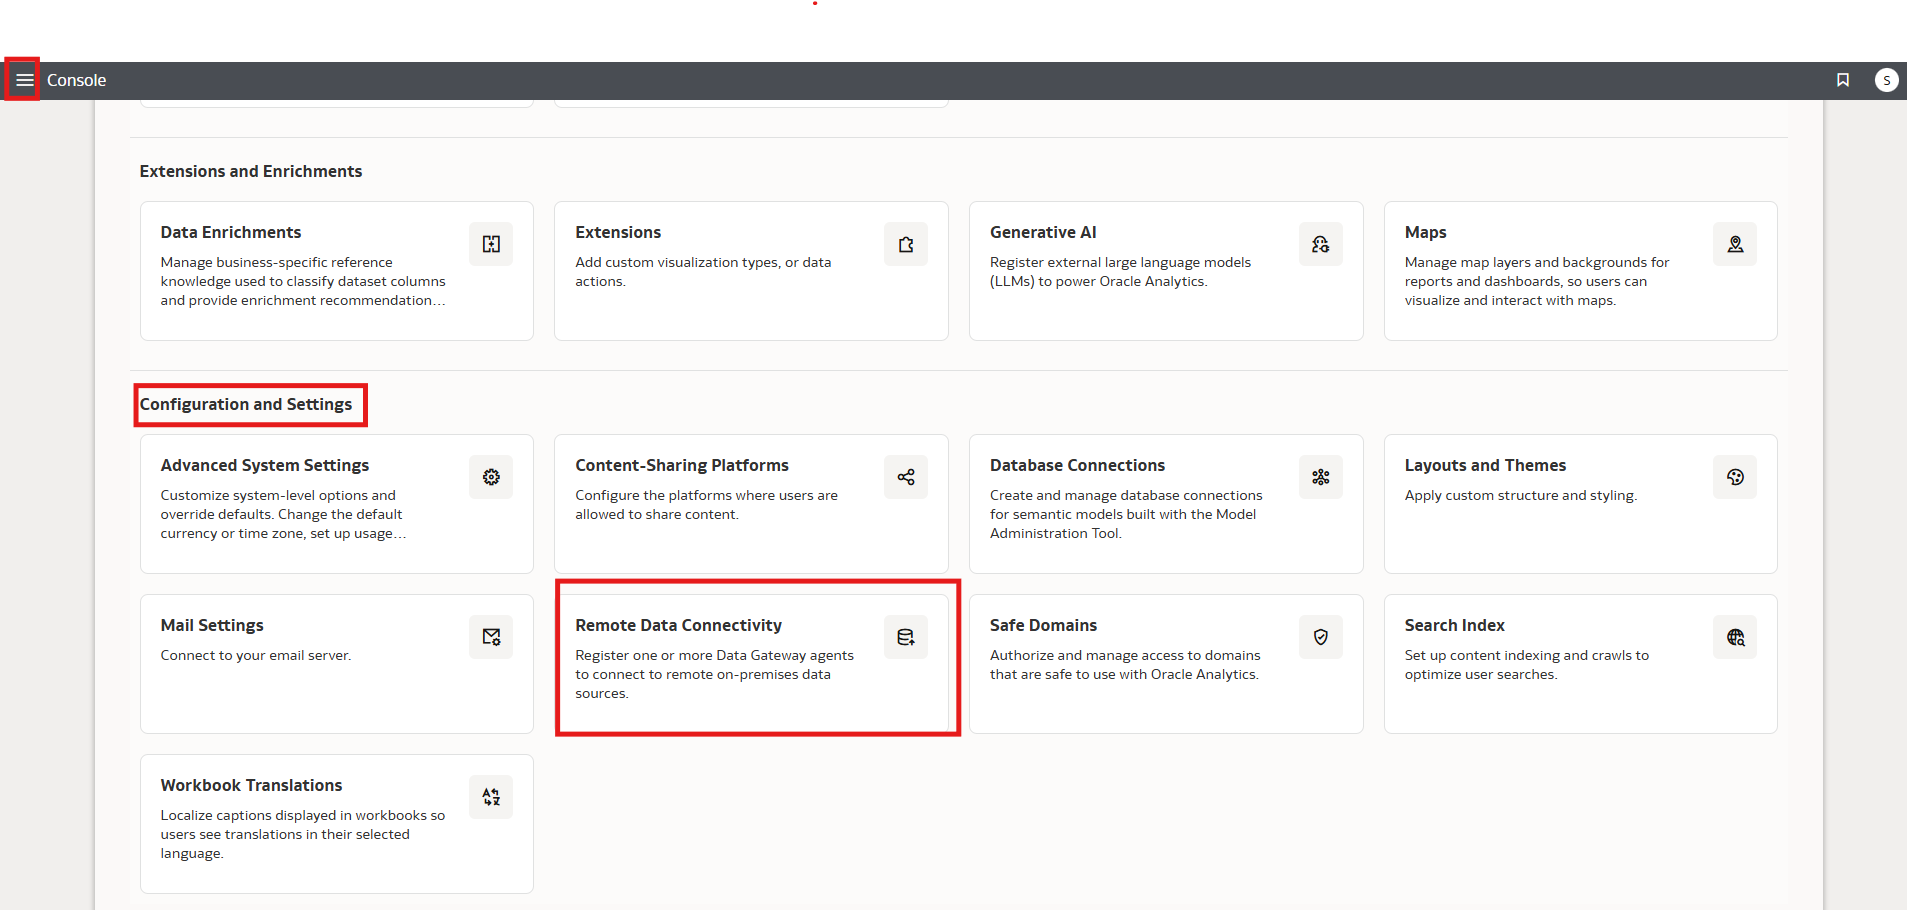 Console
S
Extensions and Enrichments
Data Enrichments
Manage business-specific reference
knowledge used to classify dataset columns
and provide enrichment recommendation...
Extensions
Add custom visualization types, or data
actions.
Generative AI
Register external large language models
(LLMs) to power Oracle Analytics.
Maps
Manage map layers and backgrounds for
reports and dashboards, so users can
visualize and interact with maps.
Configuration and Settings
Advanced System Settings
Customize system-level options and
override defaults. Change the default
currency or time zone, set up usage...
Content-Sharing Platforms
Configure the platforms where users are
allowed to share content.
Database Connections
Create and manage database connections
for semantic models built with the Model
Administration Tool.
Layouts and Themes
Apply custom structure and styling.
Mail Settings
Connect to your email server.
Remote Data Connectivity
Register one or more Data Gateway agents
to connect to remote on-premises data
sources.
Safe Domains
Authorize and manage access to domains
that are safe to use with Oracle Analytics.
Search Index
Set up content indexing and crawls to
optimize user searches.
Workbook Translations
Localize captions displayed in workbooks so
users see translations in their selected
language.